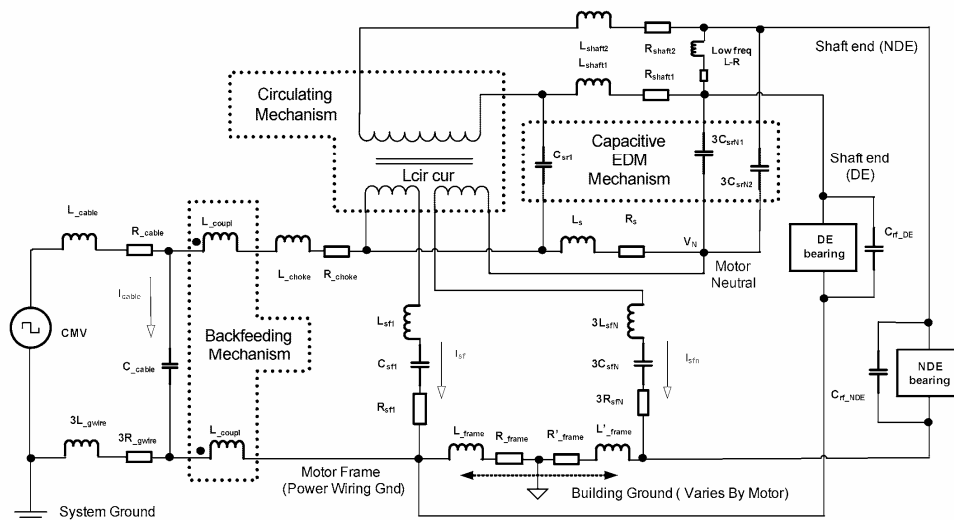 L_shaft2
R_shaft2
Low freq
L-R
Shaft end (NDE)
L_shaft1
R_shaft1
Circulating
Mechanism
Capacitive
EDM
Mechanism
C_sr1
3C_srN1
3C_srN2
Shaft end
(DE)
Lcir cur
L_cable
R_cable
L_coupl
L_s
R_s
V_N
L_choke
R_choke
Motor
Neutral
DE
bearing
C_rf_DE
I_cable
CMV
Backfeeding
Mechanism
C_cable
L_sf1
C_sf1
R_sf1
I_sf
3L_sfN
3C_sfN
3R_sfN
I_sfn
NDE
bearing
C_rf_NDE
3L_gwire
3R_gwire
L_coupl
L_frame
R_frame
R'_frame
L'_frame
Motor Frame
(Power Wiring Gnd)
Building Ground ( Varies By Motor)
System Ground